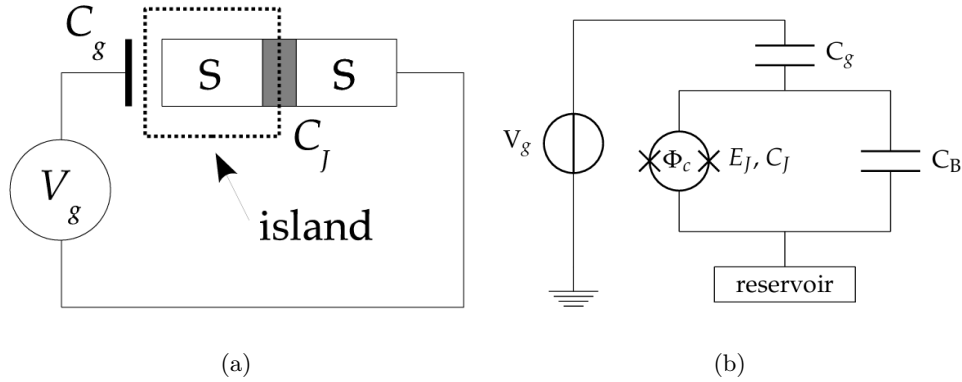 C_g
S S
C_J
V_g
island
(a)
C_g
V_g
Φ_c E_J, C_J
C_B
reservoir
(b)